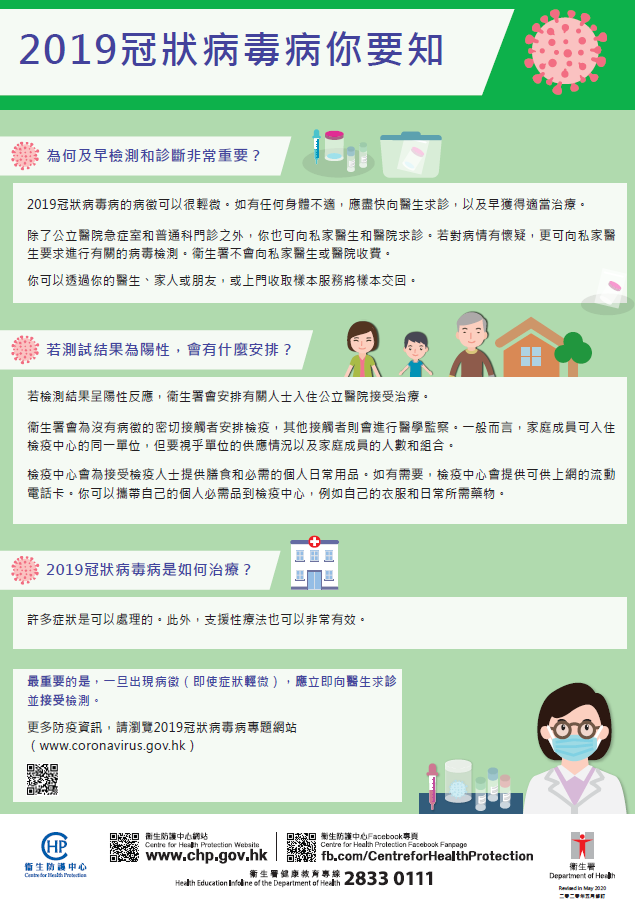 2019冠狀病毒病你要知
為何及早檢測和診斷非常重要？
2019冠狀病毒病的病徵可以很輕微。如有任何身體不適，應盡快向醫生求診，以及早獲得適當治療。
除了公立醫院急症室和普通科門診之外，你也可向私家醫生和醫院求診。若對病情有懷疑，更可向私家醫
生要求進行有關的病毒檢測。衞生署不會向私家醫生或醫院收費。
你可以透過你的醫生、家人或朋友，或上門收取樣本服務將樣本交回。
若測試結果為陽性，會有什麼安排？
若檢測結果呈陽性反應，衞生署會安排有關人士入住公立醫院接受治療。
衞生署會為沒有病徵的密切接觸者安排檢疫，其他接觸者則會進行醫學監察。一般而言，家庭成員可入住
檢疫中心的同一單位，但要視乎單位的供應情況以及家庭成員的人數和組合。
檢疫中心會為接受檢疫人士提供膳食和必需的個人日常用品。如有需要，檢疫中心會提供可供上網的流動
電話卡。你可以攜帶自己的個人必需品到檢疫中心，例如自己的衣服和日常所需藥物。
2019冠狀病毒病是如何治療？
許多症狀是可以處理的。此外，支援性療法也可以非常有效。
最重要的是，一旦出現病徵（即使症狀輕微），應立即向醫生求診
並接受檢測。
更多防疫資訊，請瀏覽2019冠狀病毒病專題網站
（www.coronavirus.gov.hk）
CHP
衞生防護中心
Centre for Health Protection
衞生防護中心網站
Centre for Health Protection Website
www.chp.gov.hk
衞生防護中心Facebook專頁
Centre for Health Protection Facebook Fanpage
fb.com/CentreforHealthProtection
衞生署健康教育專線
Health Education Infoline of the Department of Health 2833 0111
衞生署
Department of Health
Revised in May 2020
二零二零年五月修訂